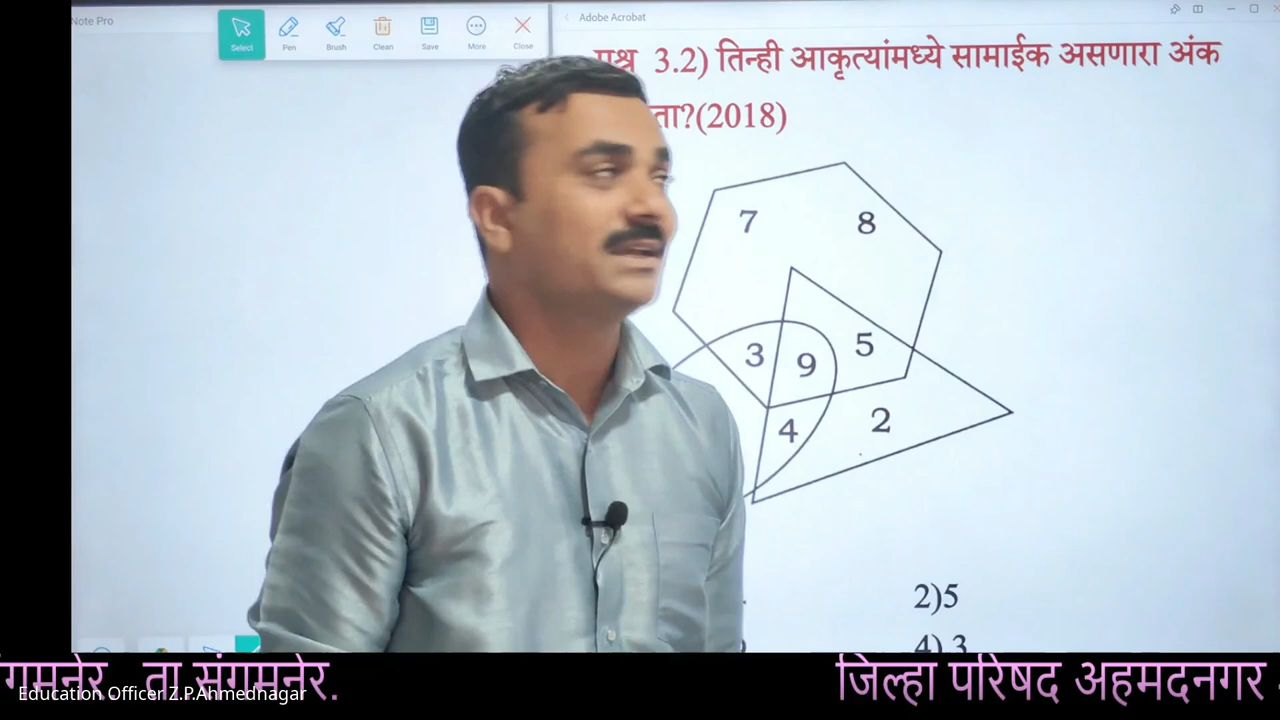 Note Pro
Select Pen Brush Clean Save More Close
Adobe Acrobat
3.2) तिन्ही आकृत्यांमध्ये सामाईक असणारा अंक
ता?(2018)
7 8
3 9 5
4 2
2)5
4) 3
संगमनेर. ता संगमनेर. जिल्हा परिषद अहमदनगर
Education Officer Z.P.Ahmednagar